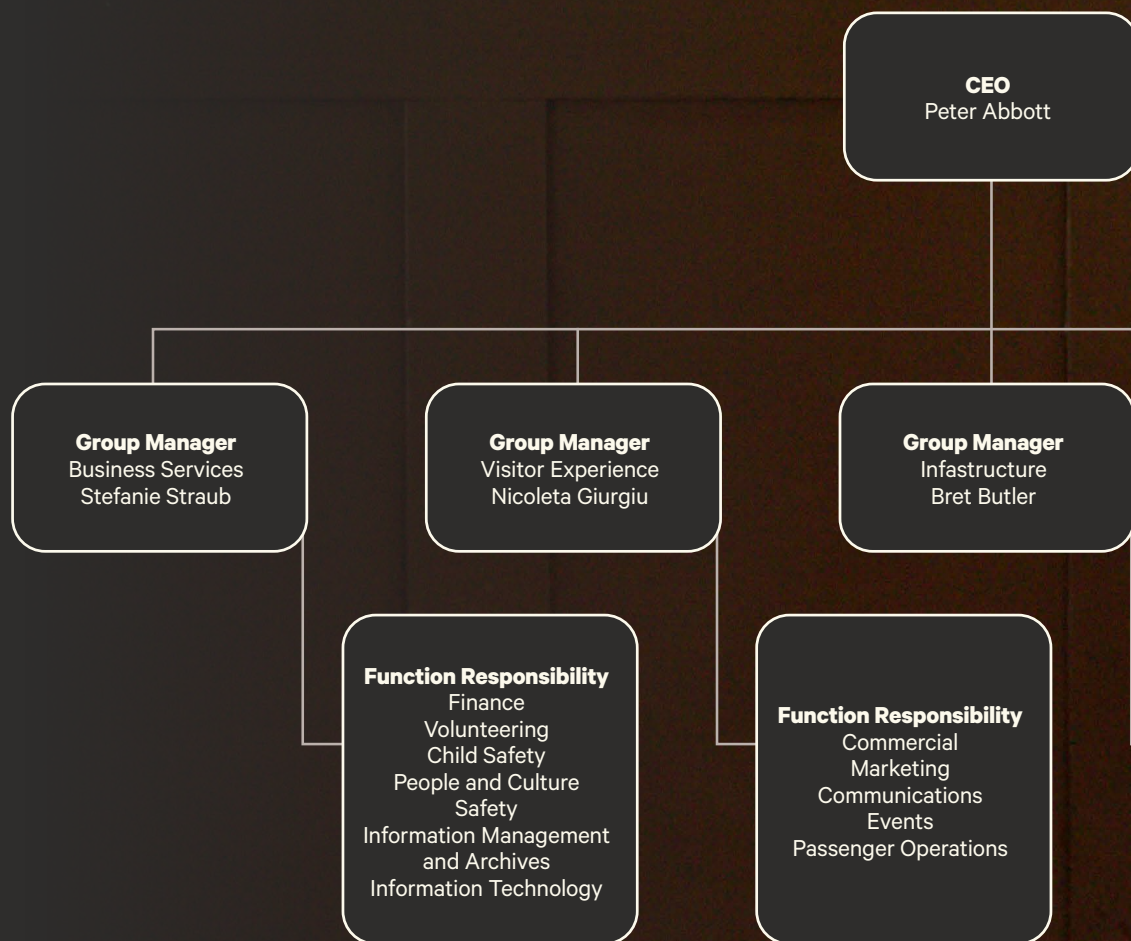 CEO
Peter Abbott
Group Manager
Business Services
Stefanie Straub
Group Manager
Visitor Experience
Nicoleta Giurgiu
Group Manager
Infastructure
Bret Butler
Function Responsibility
Finance
Volunteering
Child Safety
People and Culture
Safety
Information Management
and Archives
Information Technology
Function Responsibility
Commercial
Marketing
Communications
Events
Passenger Operations